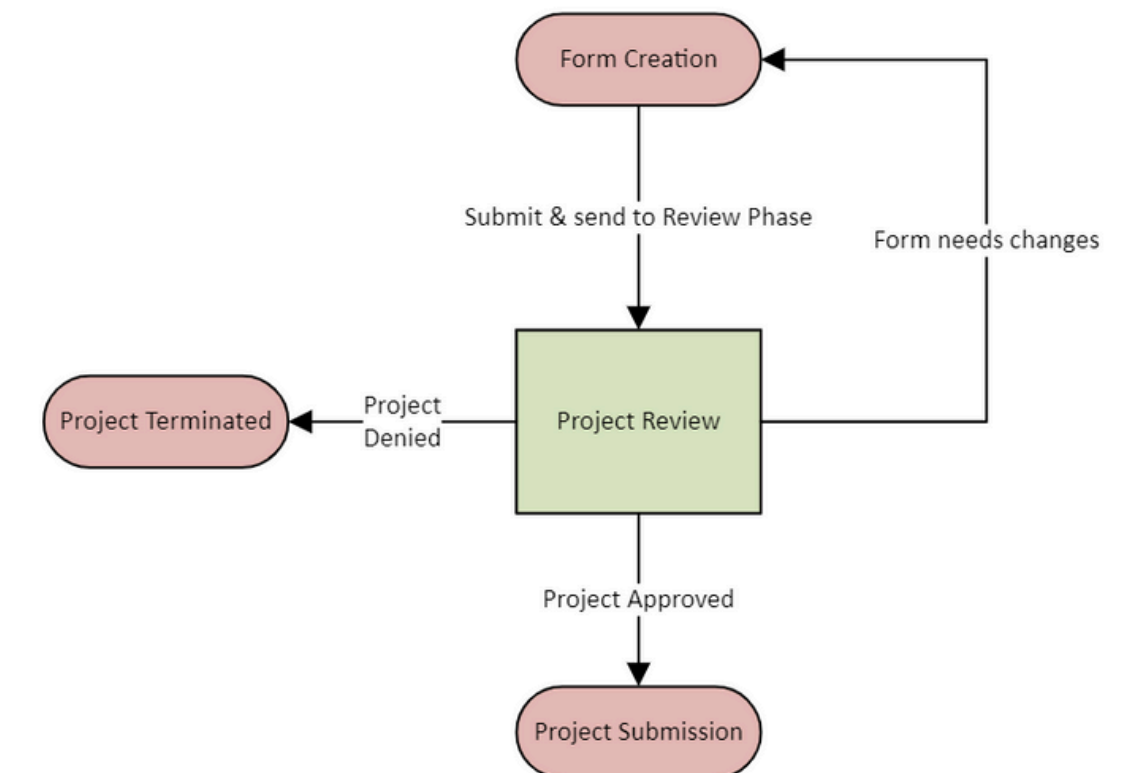 Form Creation
Submit & send to Review Phase
Form needs changes
Project Terminated
Project
Denied
Project Review
Project Approved
Project Submission